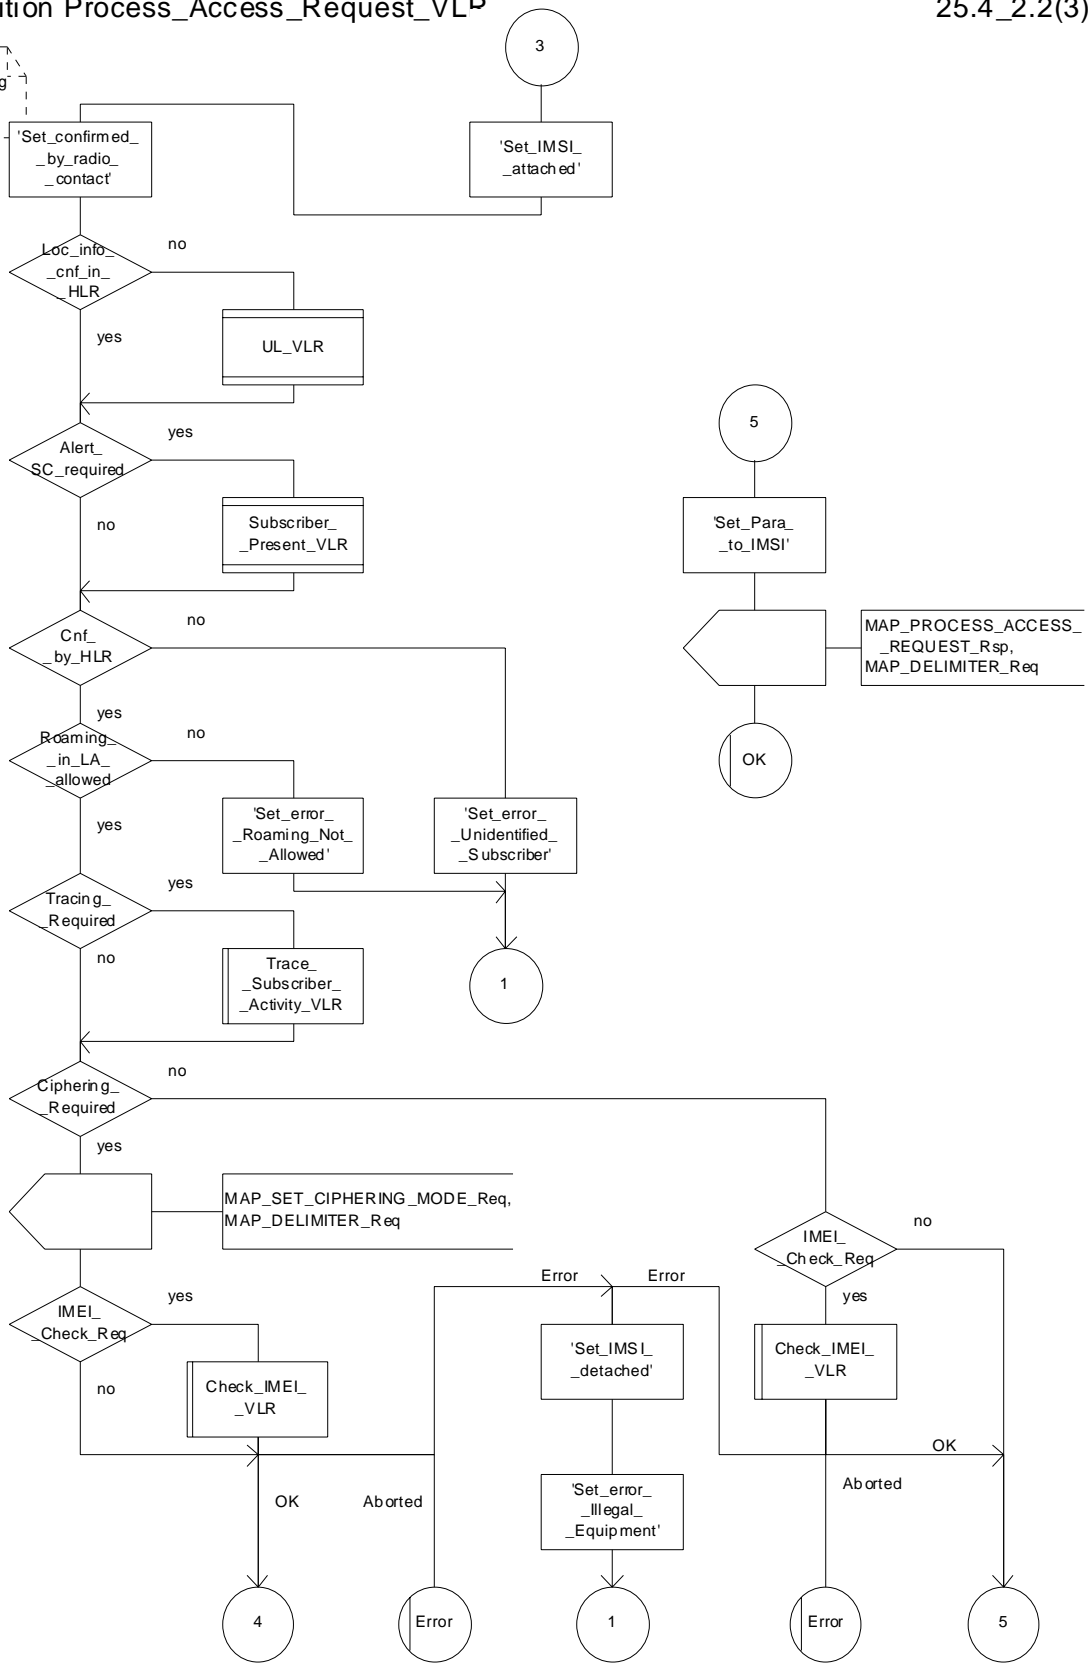 ition Process_Access_Request_VLR
25.4_2.2(3)
3
g
'Set_confirmed_
_by_radio_
_contact'
'Set_IMSI_
_attached'
Loc_info_
_cnf_in_
_HLR
no
yes
UL_VLR
Alert_
SC_required
yes
no
Subscriber_
_Present_VLR
5
'Set_Para_
_to_IMSI'
MAP_PROCESS_ACCESS_
_REQUEST_Rsp,
MAP_DELIMITER_Req
OK
Cnf_
_by_HLR
no
yes
Roaming_
_in_LA_
_allowed
no
yes
'Set_error_
_Roaming_Not_
_Allowed'
'Set_error_
_Unidentified_
_Subscriber'
Tracing_
_Required
yes
no
Trace_
_Subscriber_
_Activity_VLR
1
Ciphering_
_Required
no
yes
MAP_SET_CIPHERING_MODE_Req,
MAP_DELIMITER_Req
IMEI_
_Check_Req
no
yes
Error
Error
IMEI_
_Check_Req
yes
no
Check_IMEI_
_VLR
'Set_IMSI_
_detached'
Check_IMEI_
_VLR
OK
Aborted
'Set_error_
_Illegal_
_Equipment'
OK
Aborted
4
Error
1
Error
5